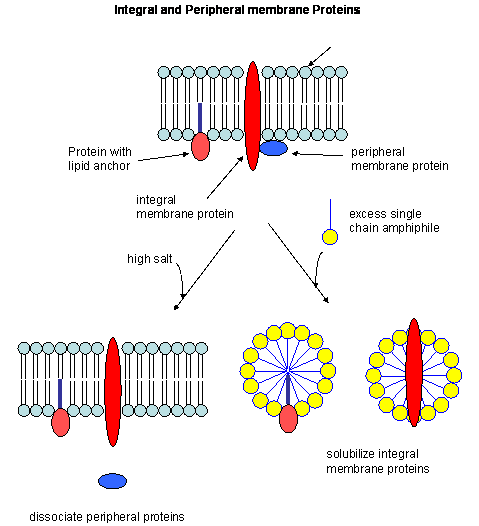 Integral and Peripheral membrane Proteins
Protein with
lipid anchor
peripheral
membrane protein
integral
membrane protein
excess single
chain amphiphile
high salt
solubilize integral
membrane proteins
dissociate peripheral proteins